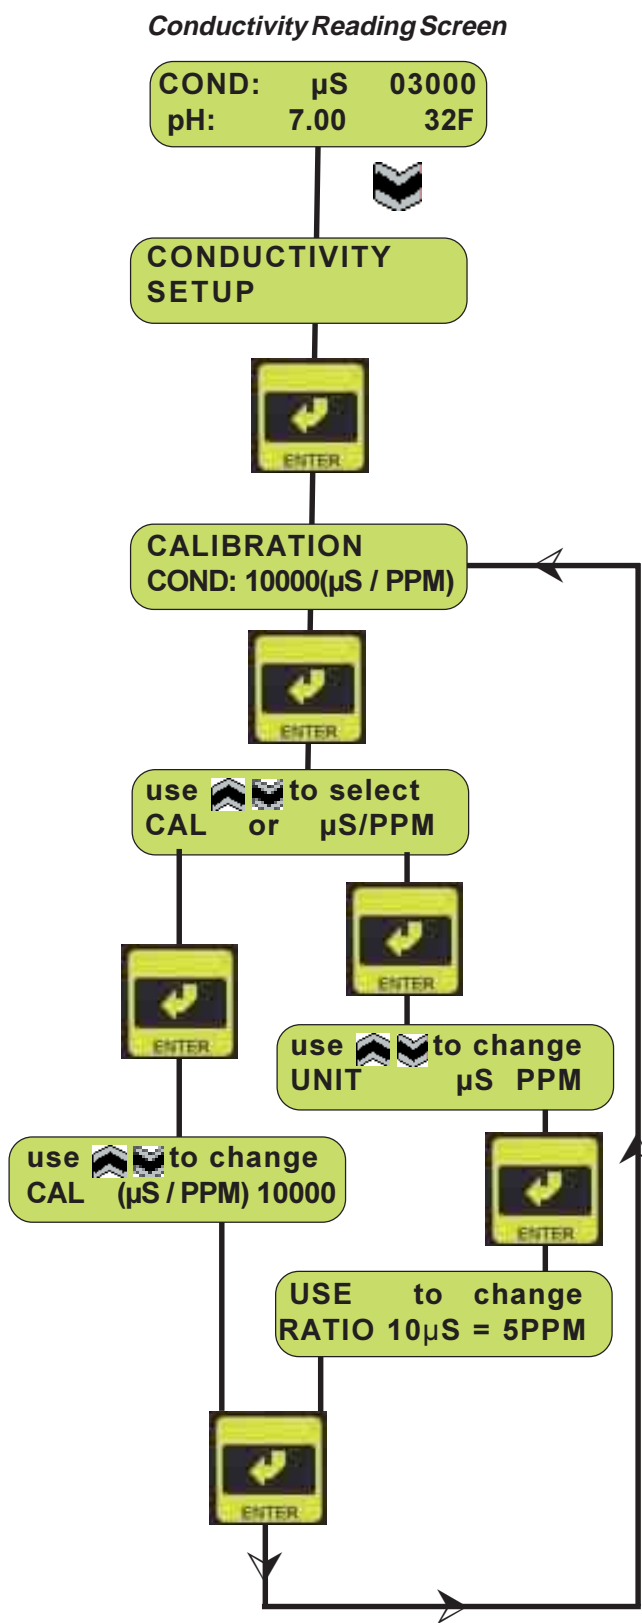 Conductivity Reading Screen
COND: µS 03000
pH: 7.00 32F
CONDUCTIVITY
SETUP
ENTER
CALIBRATION
COND: 10000(µS / PPM)
ENTER
use to select
CAL or µS/PPM
ENTER
ENTER
use to change
UNIT µS PPM
use to change
CAL (µS / PPM) 10000
ENTER
USE to change
RATIO 10µS = 5PPM
ENTER